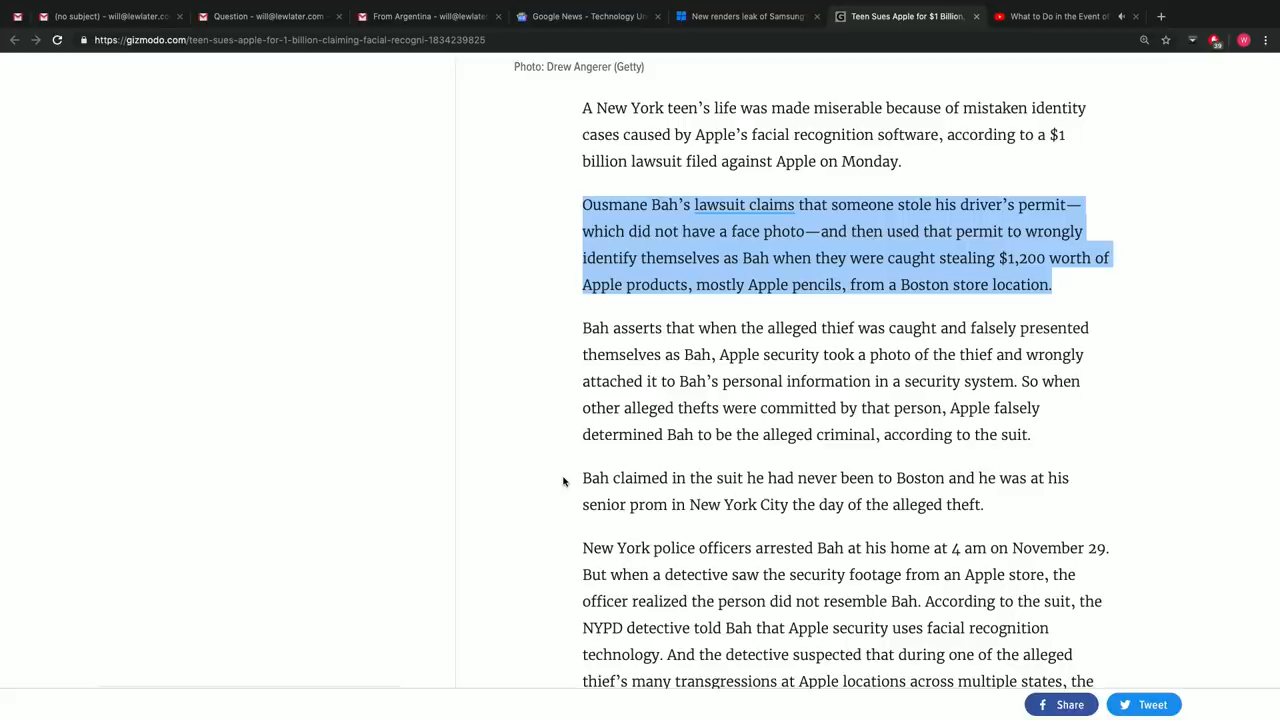 (no subject) - will@lewlater.c
Question - will@lewlater.com -
From Argentina - will@lewlater
Google News - Technology Un
New renders leak of Samsung'
Teen Sues Apple for $1 Billion,
What to Do in the Event of
https://gizmodo.com/teen-sues-apple-for-1-billion-claiming-facial-recogni-1834239825
39
W
Photo: Drew Angerer (Getty)
A New York teen's life was made miserable because of mistaken identity
cases caused by Apple's facial recognition software, according to a $1
billion lawsuit filed against Apple on Monday.
Ousmane Bah's lawsuit claims that someone stole his driver's permit—
which did not have a face photo—and then used that permit to wrongly
identify themselves as Bah when they were caught stealing $1,200 worth of
Apple products, mostly Apple pencils, from a Boston store location.
Bah asserts that when the alleged thief was caught and falsely presented
themselves as Bah, Apple security took a photo of the thief and wrongly
attached it to Bah's personal information in a security system. So when
other alleged thefts were committed by that person, Apple falsely
determined Bah to be the alleged criminal, according to the suit.
Bah claimed in the suit he had never been to Boston and he was at his
senior prom in New York City the day of the alleged theft.
New York police officers arrested Bah at his home at 4 am on November 29.
But when a detective saw the security footage from an Apple store, the
officer realized the person did not resemble Bah. According to the suit, the
NYPD detective told Bah that Apple security uses facial recognition
technology. And the detective suspected that during one of the alleged
thief's many transgressions at Apple locations across multiple states, the
Share
Tweet